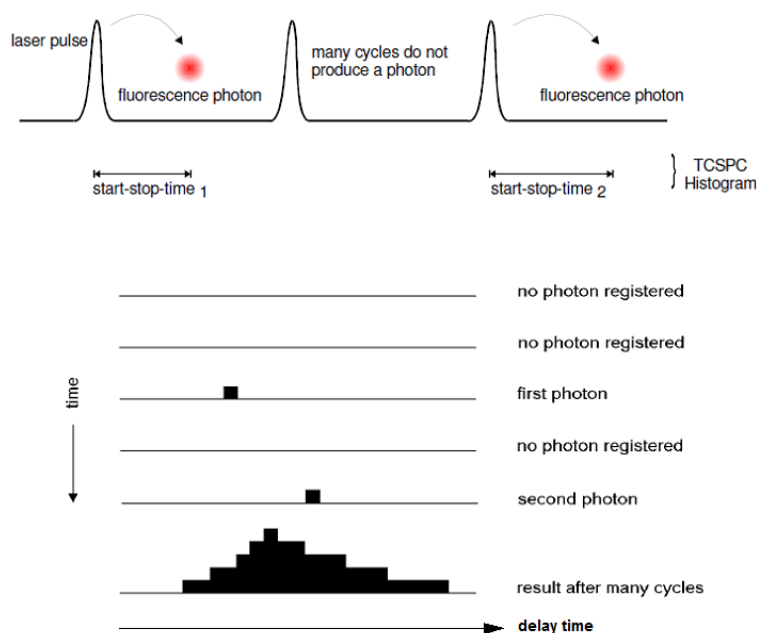 laser pulse
fluorescence photon
many cycles do not
produce a photon
fluorescence photon
start-stop-time 1
start-stop-time 2
TCSPC
Histogram
no photon registered
no photon registered
first photon
no photon registered
second photon
result after many cycles
time
delay time